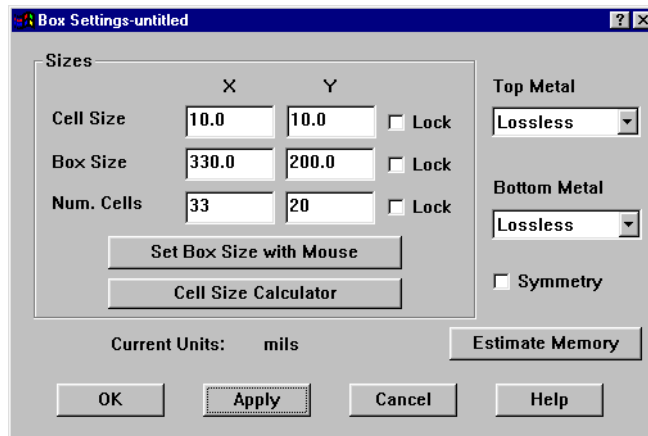 Box Settings-untitled
Sizes
X Y
Cell Size 10.0 10.0 Lock
Box Size 330.0 200.0 Lock
Num. Cells 33 20 Lock
Set Box Size with Mouse
Cell Size Calculator
Top Metal
Lossless
Bottom Metal
Lossless
Symmetry
Current Units: mils
Estimate Memory
OK Apply Cancel Help